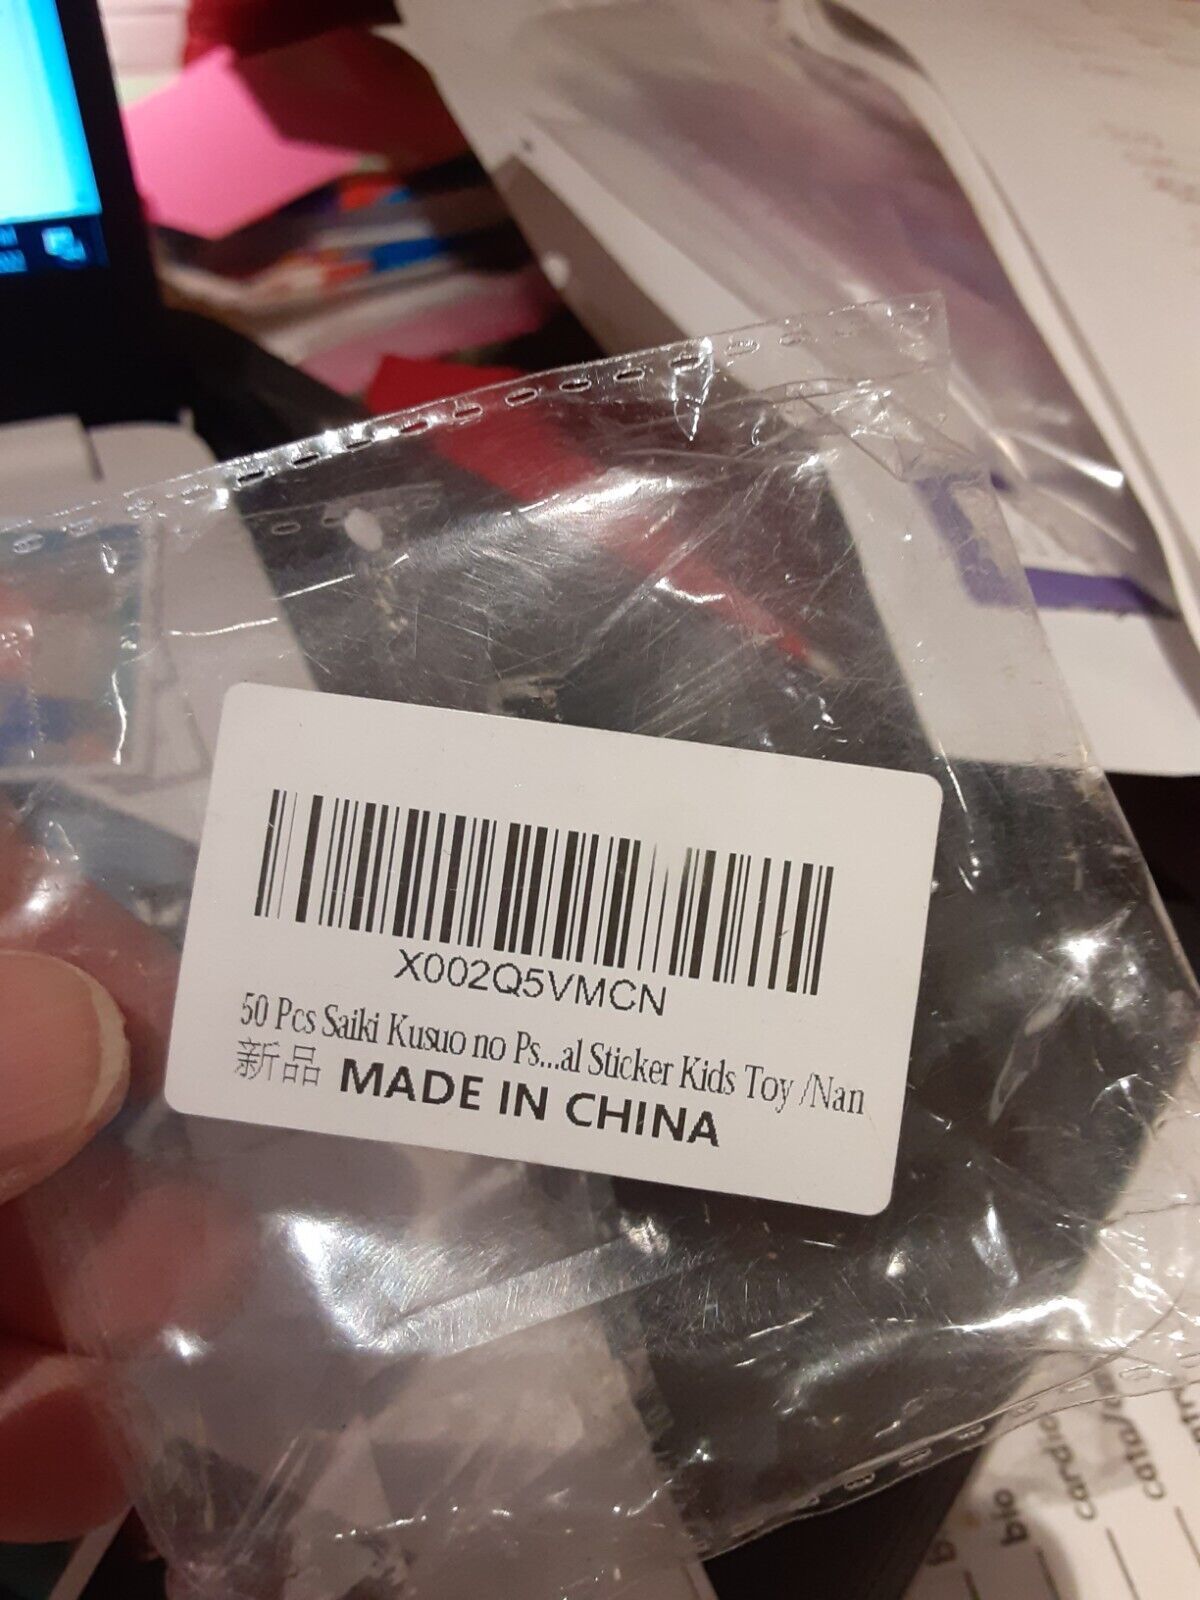 X002Q5VMCN
50 Pcs Saiki Kusuo no Ps...al Sticker Kids Toy /Nan
新品 MADE IN CHINA